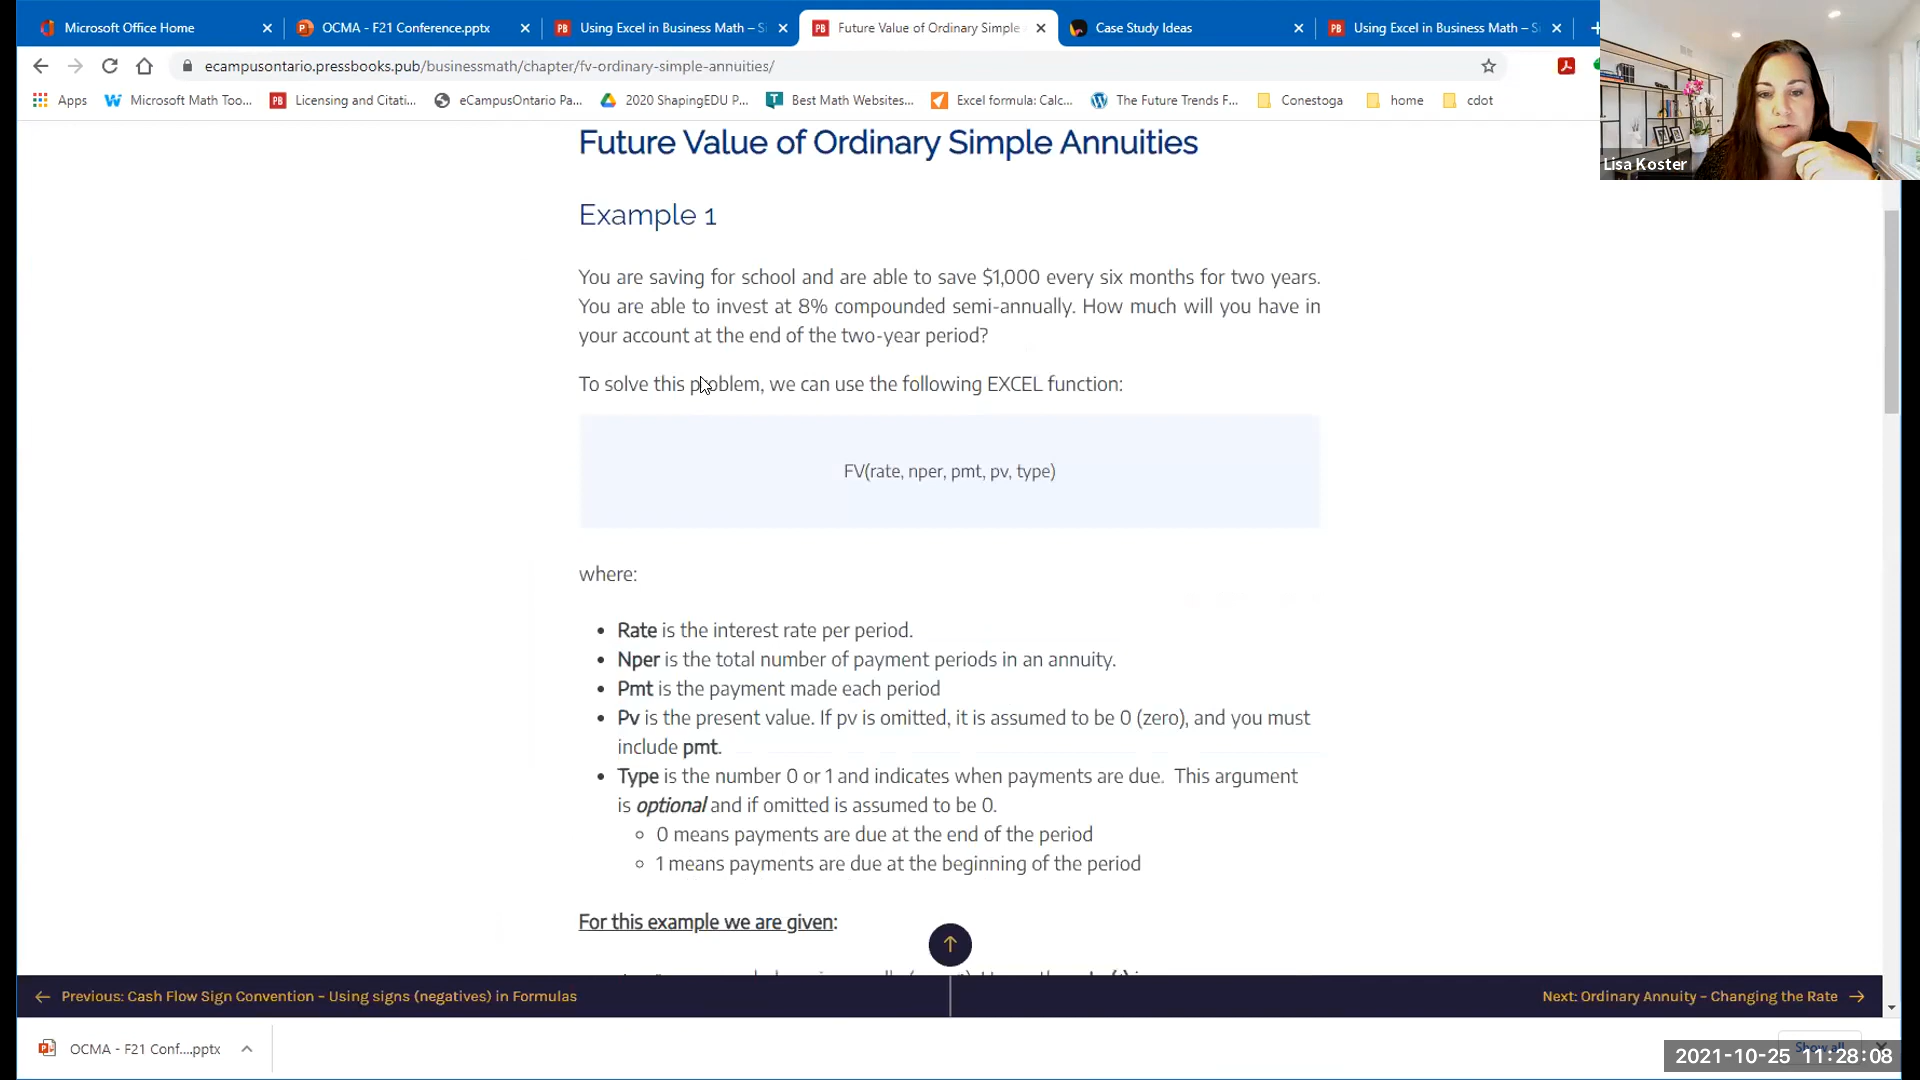 Microsoft Office Home
OCMA - F21 Conference.pptx
Using Excel in Business Math – Si
Future Value of Ordinary Simple
Case Study Ideas
Using Excel in Business Math – Si
ecampusontario.pressbooks.pub/businessmath/chapter/fv-ordinary-simple-annuities/
Apps
Microsoft Math Too...
Licensing and Citati...
eCampusOntario Pa...
2020 ShapingEDU P...
Best Math Websites...
Excel formula: Calc...
The Future Trends F...
Conestoga
home
cdot
Lisa Koster
Future Value of Ordinary Simple Annuities
Example 1
You are saving for school and are able to save $1,000 every six months for two years.
You are able to invest at 8% compounded semi-annually. How much will you have in
your account at the end of the two-year period?
To solve this problem, we can use the following EXCEL function:
FV(rate, nper, pmt, pv, type)
where:
• Rate is the interest rate per period.
• Nper is the total number of payment periods in an annuity.
• Pmt is the payment made each period
• Pv is the present value. If pv is omitted, it is assumed to be 0 (zero), and you must
include pmt.
• Type is the number 0 or 1 and indicates when payments are due. This argument
is optional and if omitted is assumed to be 0.
◦ 0 means payments are due at the end of the period
◦ 1 means payments are due at the beginning of the period
For this example we are given:
← Previous: Cash Flow Sign Convention – Using signs (negatives) in Formulas
Next: Ordinary Annuity – Changing the Rate →
OCMA - F21 Conf....pptx
Show all
2021-10-25 11:28:08